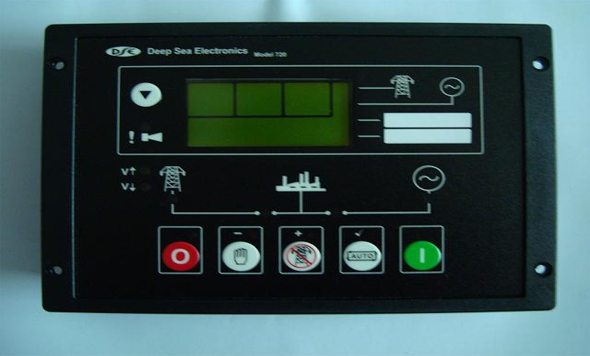 DSE Deep Sea Electronics Model 720
!
V↑
V↓
− + ✓
O AUTO I